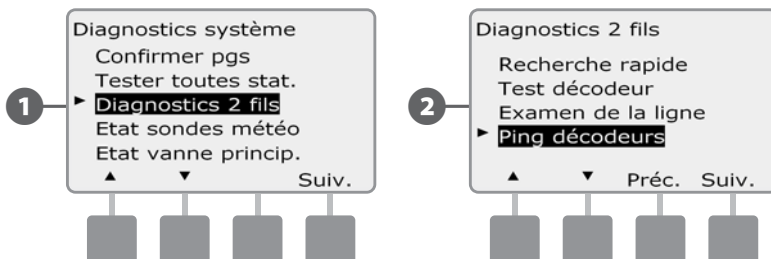 Diagnostics système
Confirmer pgs
Tester toutes stat.
Diagnostics 2 fils
Etat sondes météo
Etat vanne princip.
Suiv.
1
Diagnostics 2 fils
Recherche rapide
Test décodeur
Examen de la ligne
Ping décodeurs
Préc. Suiv.
2